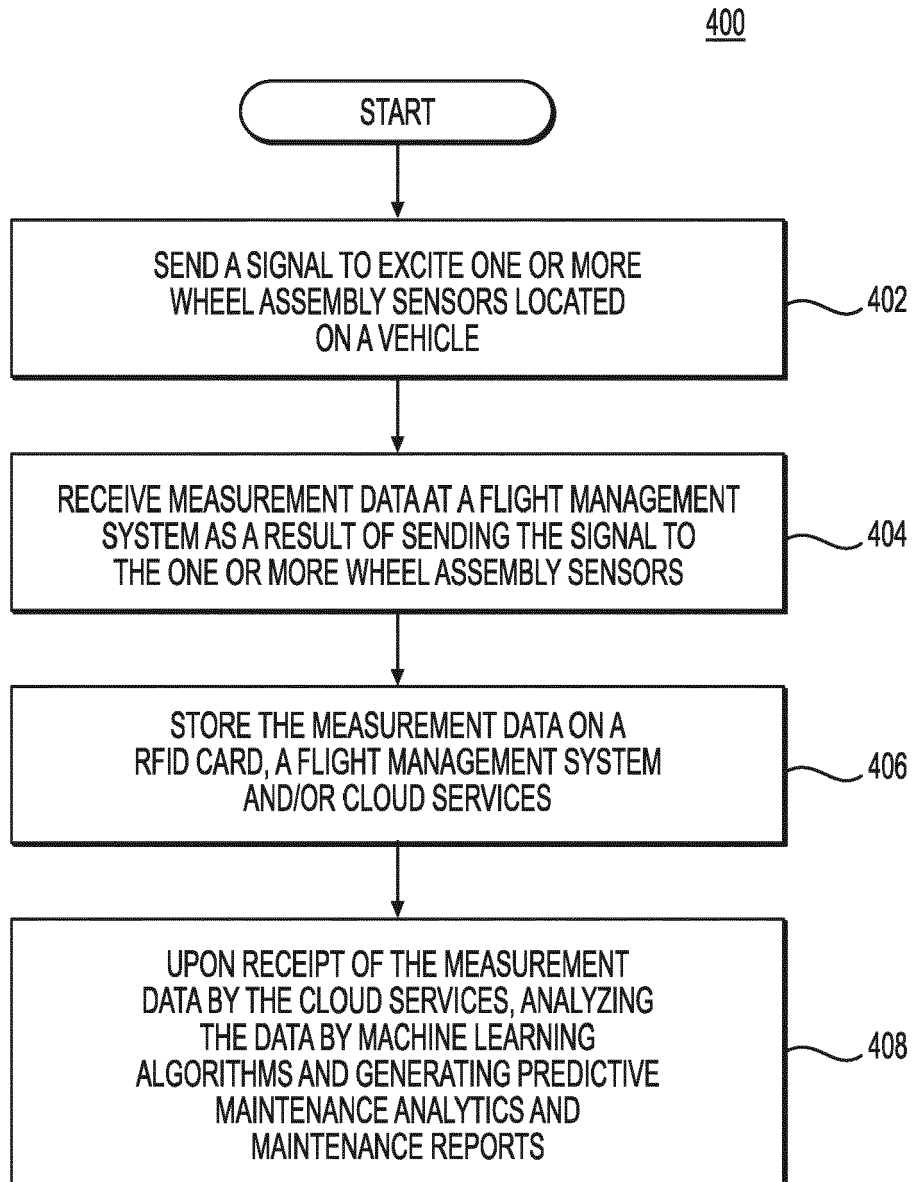 400
START
SEND A SIGNAL TO EXCITE ONE OR MORE
WHEEL ASSEMBLY SENSORS LOCATED
ON A VEHICLE
402
RECEIVE MEASUREMENT DATA AT A FLIGHT MANAGEMENT
SYSTEM AS A RESULT OF SENDING THE SIGNAL TO
THE ONE OR MORE WHEEL ASSEMBLY SENSORS
404
STORE THE MEASUREMENT DATA ON A
RFID CARD, A FLIGHT MANAGEMENT SYSTEM
AND/OR CLOUD SERVICES
406
UPON RECEIPT OF THE MEASUREMENT
DATA BY THE CLOUD SERVICES, ANALYZING
THE DATA BY MACHINE LEARNING
ALGORITHMS AND GENERATING PREDICTIVE
MAINTENANCE ANALYTICS AND
MAINTENANCE REPORTS
408